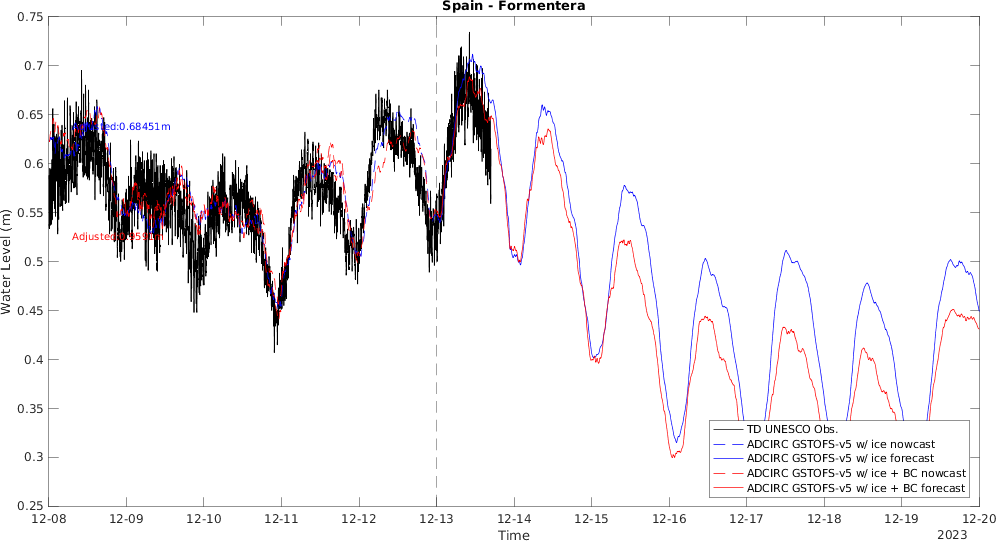 Spain - Formentera
0.75
0.7
0.65
0.6
0.55
0.5
0.45
0.4
0.35
0.3
0.25
Water Level (m)
:0.68451m
TD UNESCO Obs.
ADCIRC GSTOFS-v5 w/ ice nowcast
ADCIRC GSTOFS-v5 w/ ice forecast
ADCIRC GSTOFS-v5 w/ ice + BC nowcast
ADCIRC GSTOFS-v5 w/ ice + BC forecast
12-08 12-09 12-10 12-11 12-12 12-13 12-14 12-15 12-16 12-17 12-18 12-19 12-20
Time
2023